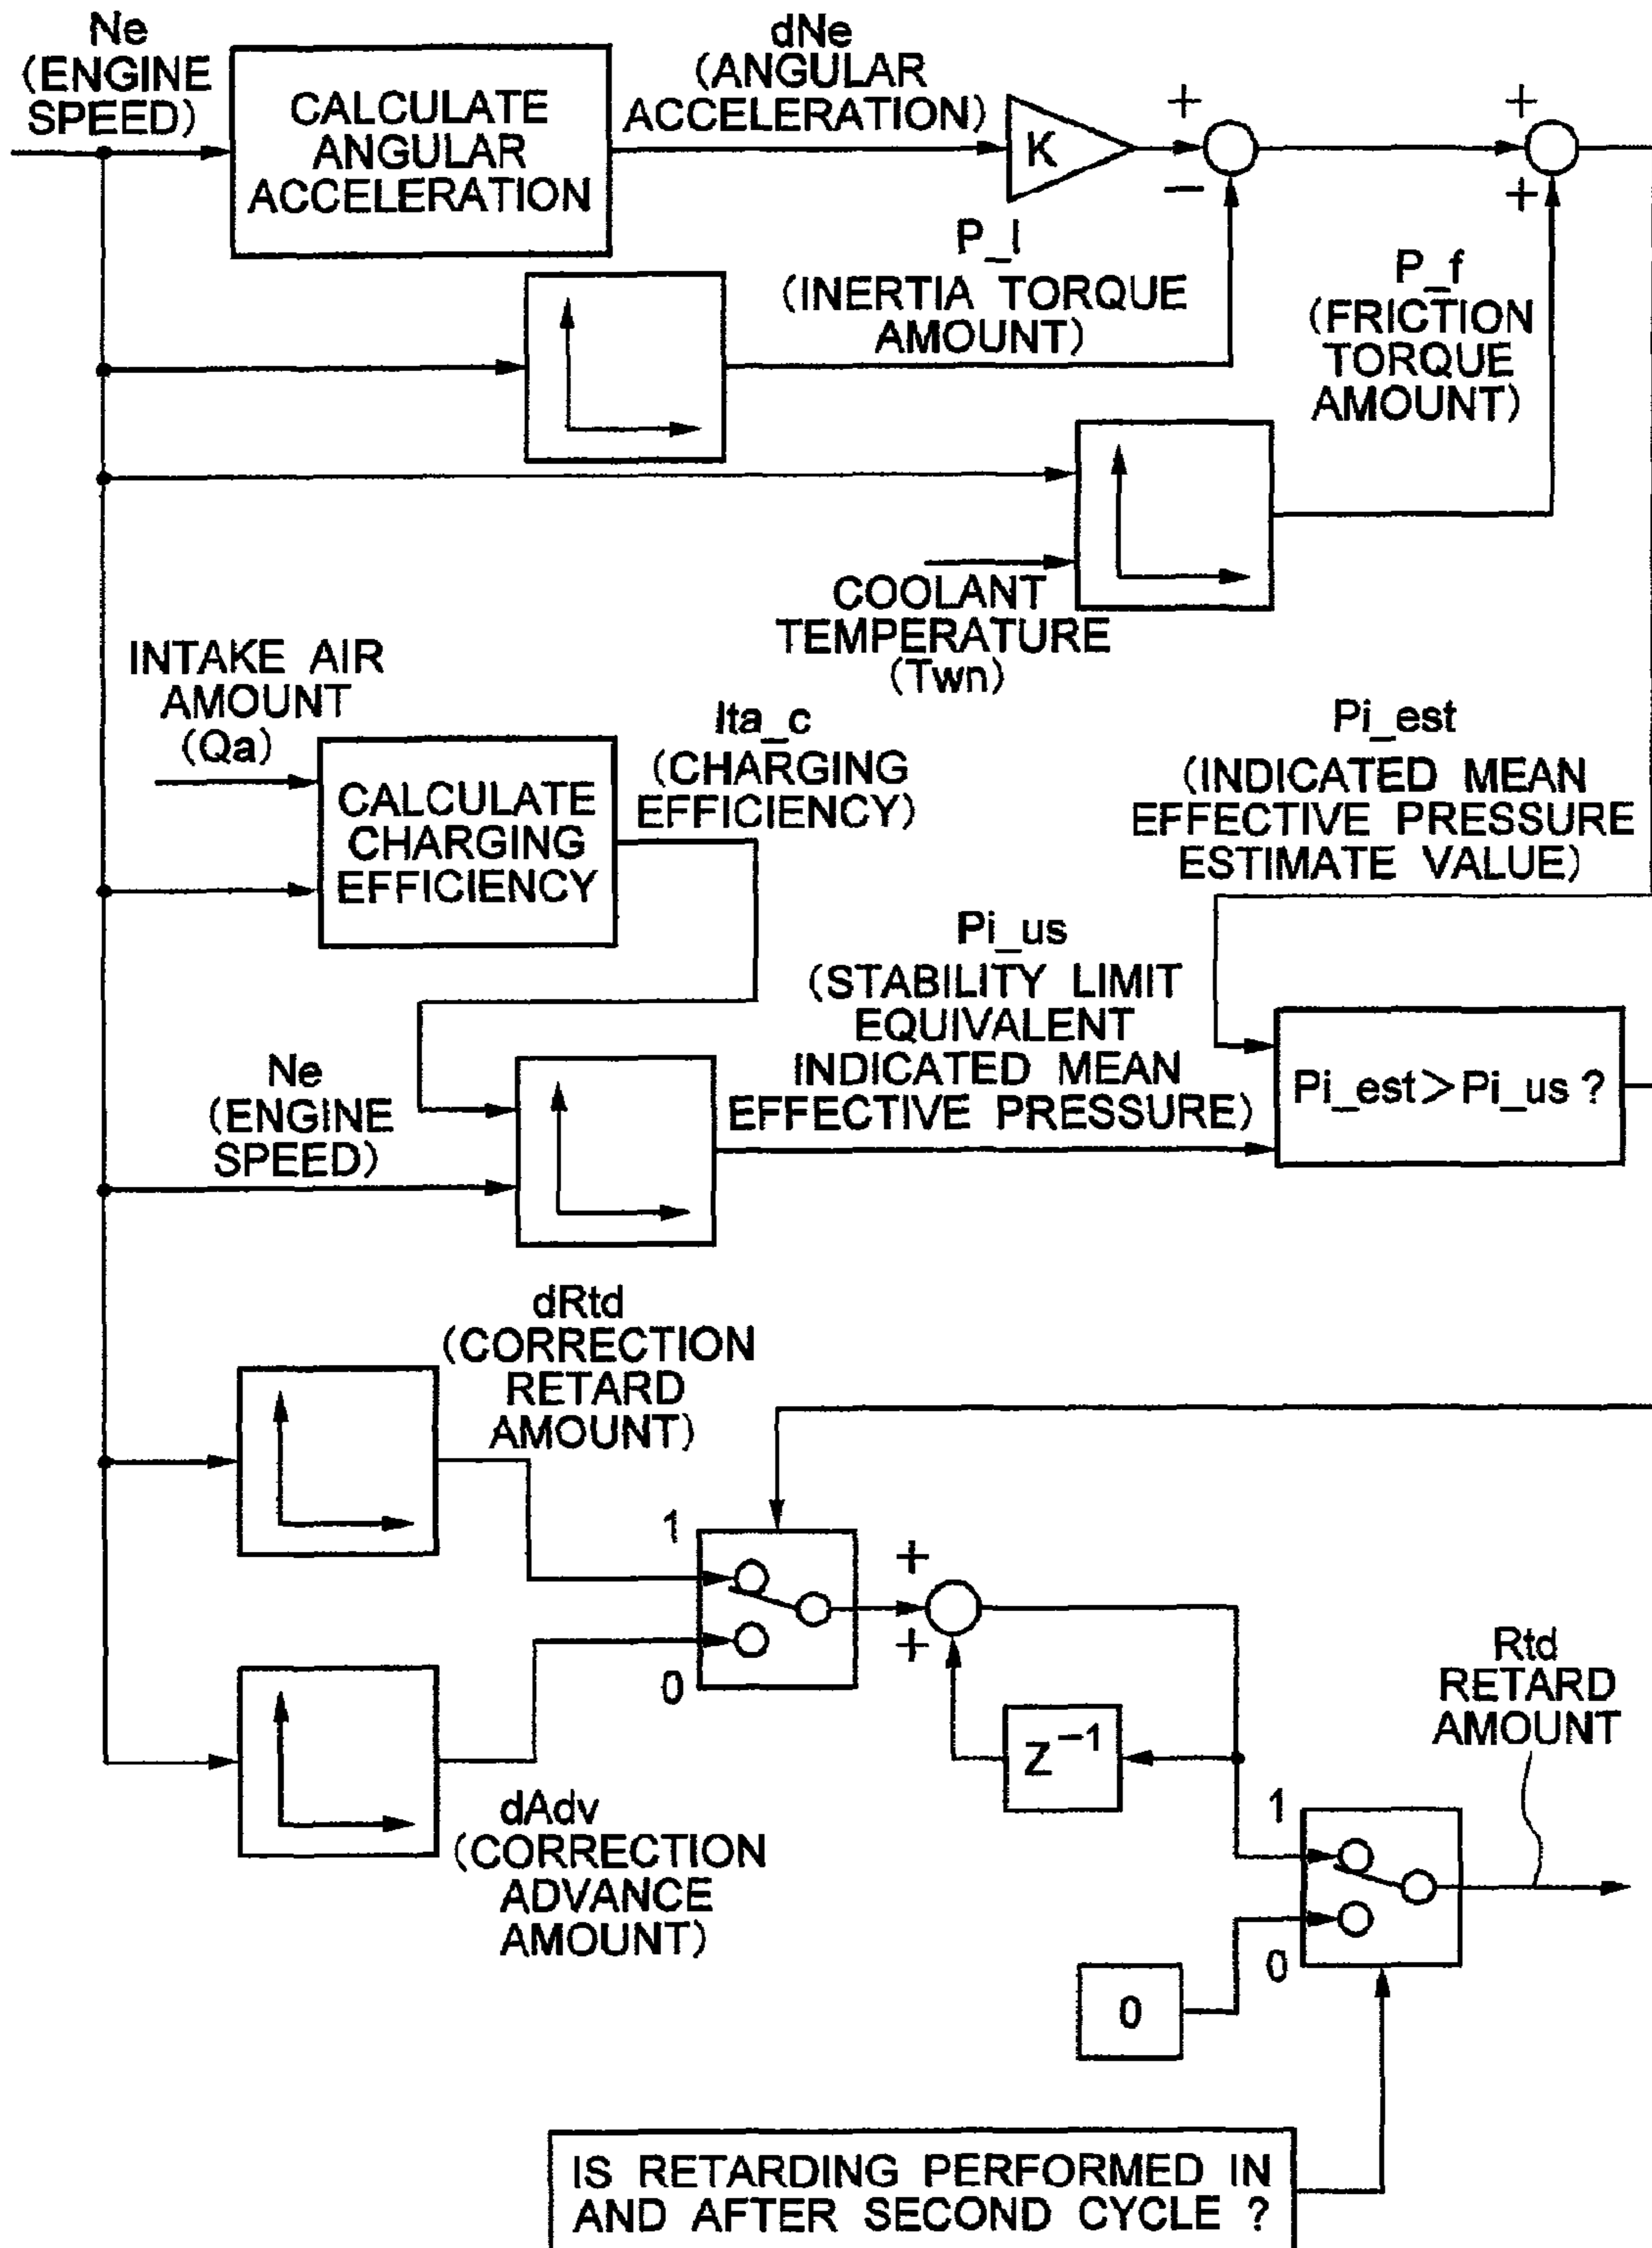 Ne
(ENGINE
SPEED)
CALCULATE
ANGULAR
ACCELERATION
dNe
(ANGULAR
ACCELERATION)
K
+
−
+
+
P_I
(INERTIA TORQUE
AMOUNT)
P_f
(FRICTION
TORQUE
AMOUNT)
COOLANT
TEMPERATURE
(Twn)
INTAKE AIR
AMOUNT
(Qa)
CALCULATE
CHARGING
EFFICIENCY
Ita_c
(CHARGING
EFFICIENCY)
Pi_est
(INDICATED MEAN
EFFECTIVE PRESSURE
ESTIMATE VALUE)
Pi_us
(STABILITY LIMIT
EQUIVALENT
INDICATED MEAN
EFFECTIVE PRESSURE)
Pi_est>Pi_us ?
Ne
(ENGINE
SPEED)
dRtd
(CORRECTION
RETARD
AMOUNT)
1
0
+
+
Z⁻¹
dAdv
(CORRECTION
ADVANCE
AMOUNT)
Rtd
RETARD
AMOUNT
1
0
0
IS RETARDING PERFORMED IN
AND AFTER SECOND CYCLE ?